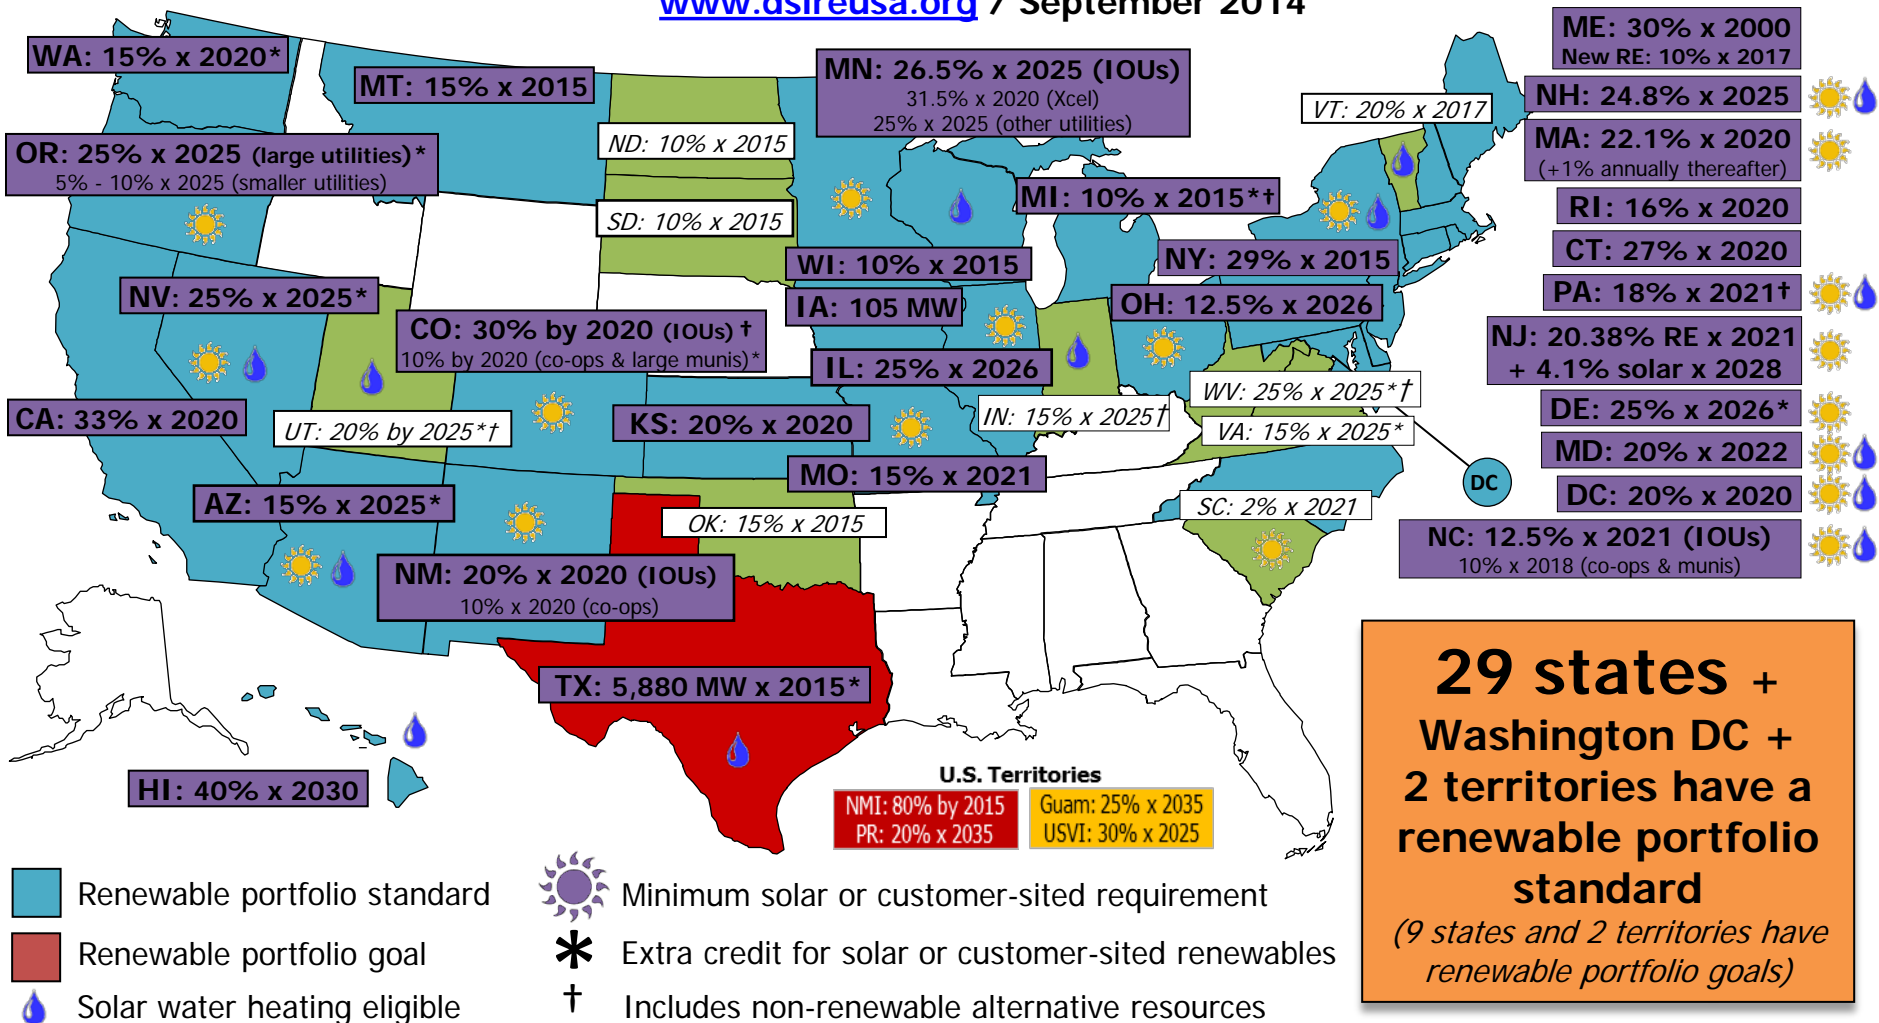 www.dsireusa.org / September 2014
WA: 15% x 2020*
MT: 15% x 2015
MN: 26.5% x 2025 (IOUs)
31.5% x 2020 (Xcel)
25% x 2025 (other utilities)
ME: 30% x 2000
New RE: 10% x 2017
NH: 24.8% x 2025
VT: 20% x 2017
MA: 22.1% x 2020
(+1% annually thereafter)
ND: 10% x 2015
OR: 25% x 2025 (large utilities)*
5% - 10% x 2025 (smaller utilities)
MI: 10% x 2015*†
RI: 16% x 2020
SD: 10% x 2015
CT: 27% x 2020
WI: 10% x 2015
NY: 29% x 2015
NV: 25% x 2025*
PA: 18% x 2021†
IA: 105 MW
OH: 12.5% x 2026
CO: 30% by 2020 (IOUs) †
10% by 2020 (co-ops & large munis)*
NJ: 20.38% RE x 2021
+ 4.1% solar x 2028
IL: 25% x 2026
WV: 25% x 2025*†
DE: 25% x 2026*
CA: 33% x 2020
UT: 20% by 2025*†
KS: 20% x 2020
IN: 15% x 2025†
VA: 15% x 2025*
MD: 20% x 2022
MO: 15% x 2021
DC
DC: 20% x 2020
AZ: 15% x 2025*
SC: 2% x 2021
OK: 15% x 2015
NC: 12.5% x 2021 (IOUs)
10% x 2018 (co-ops & munis)
NM: 20% x 2020 (IOUs)
10% x 2020 (co-ops)
TX: 5,880 MW x 2015*
HI: 40% x 2030
U.S. Territories
NMI: 80% by 2015
PR: 20% x 2035
Guam: 25% x 2035
USVI: 30% x 2025
29 states +
Washington DC +
2 territories have a
renewable portfolio
standard
(9 states and 2 territories have
renewable portfolio goals)
Renewable portfolio standard
Renewable portfolio goal
Solar water heating eligible
Minimum solar or customer-sited requirement
* Extra credit for solar or customer-sited renewables
† Includes non-renewable alternative resources